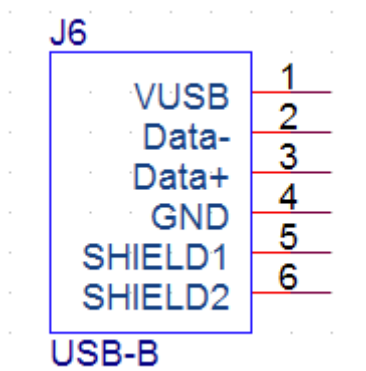 J6
VUSB 1
Data- 2
Data+ 3
GND 4
SHIELD1 5
SHIELD2 6
USB-B